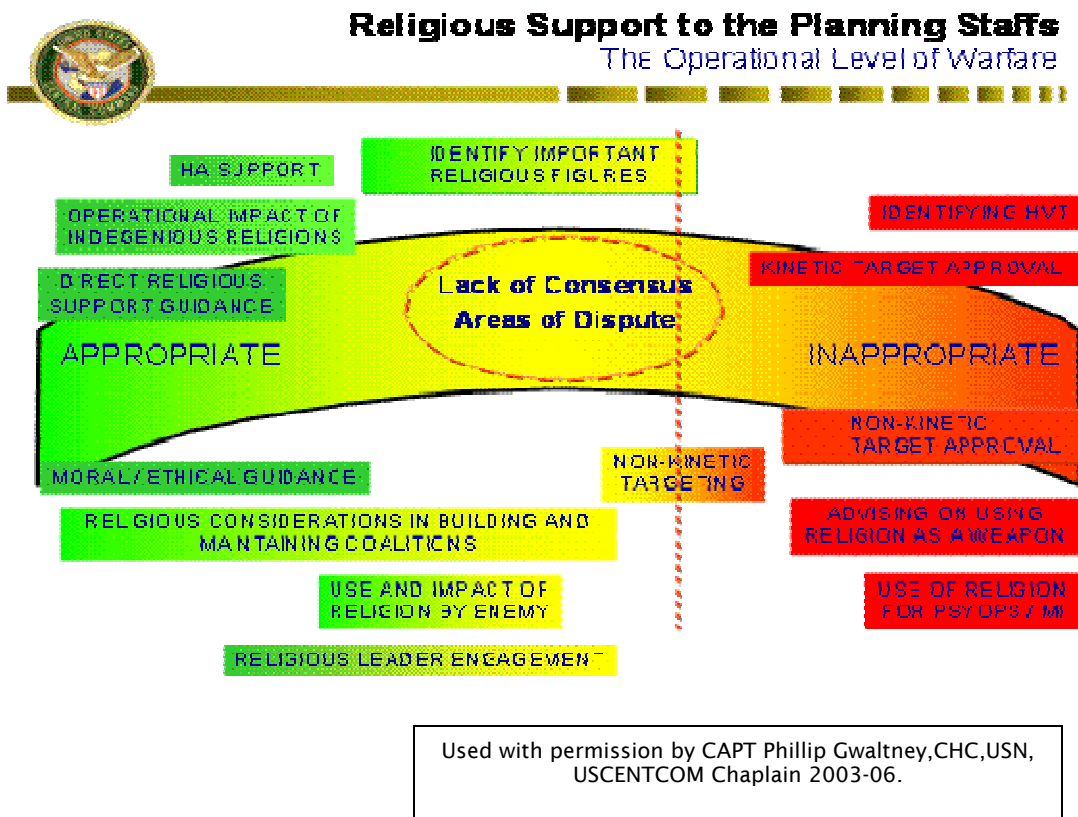 Religious Support to the Planning Staffs
The Operational Level of Warfare
IDENTIFY IMPORTANT
RELIGIOUS FIGURES
HA SUPPORT
OPERATIONAL IMPACT OF
INDEGENIOUS RELIGIONS
IDENTIFYING HVT
KINETIC TARGET APPROVAL
DIRECT RELIGIOUS
SUPPORT GUIDANCE
Lack of Consensus
Areas of Dispute
APPROPRIATE
INAPPROPRIATE
NON-KINETIC
TARGET APPROVAL
NON-KINETIC
TARGETING
MORAL/ETHICAL GUIDANCE
RELIGIOUS CONSIDERATIONS IN BUILDING AND
MAINTAINING COALITIONS
ADVISING ON USING
RELIGION AS A WEAPON
USE AND IMPACT OF
RELIGION BY ENEMY
USE OF RELIGION
FOR PSYOPS / MI
RELIGIOUS LEADER ENGAGEMENT
Used with permission by CAPT Phillip Gwaltney,CHC,USN,
USCENTCOM Chaplain 2003-06.